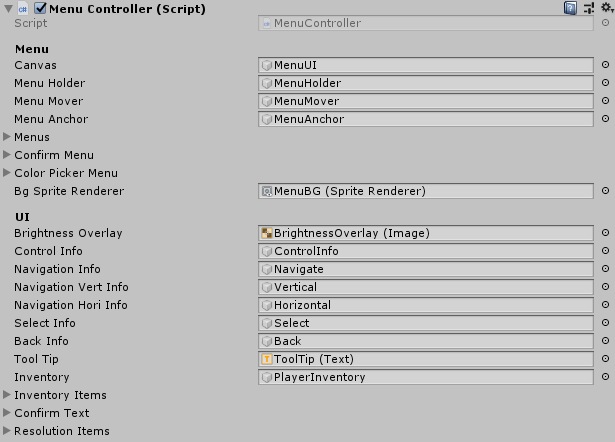 Menu Controller (Script)
Script MenuController
Menu
Canvas MenuUI
Menu Holder MenuHolder
Menu Mover MenuMover
Menu Anchor MenuAnchor
Menus
Confirm Menu
Color Picker Menu
Bg Sprite Renderer MenuBG (Sprite Renderer)
UI
Brightness Overlay BrightnessOverlay (Image)
Control Info ControlInfo
Navigation Info Navigate
Navigation Vert Info Vertical
Navigation Hori Info Horizontal
Select Info Select
Back Info Back
Tool Tip ToolTip (Text)
Inventory PlayerInventory
Inventory Items
Confirm Text
Resolution Items